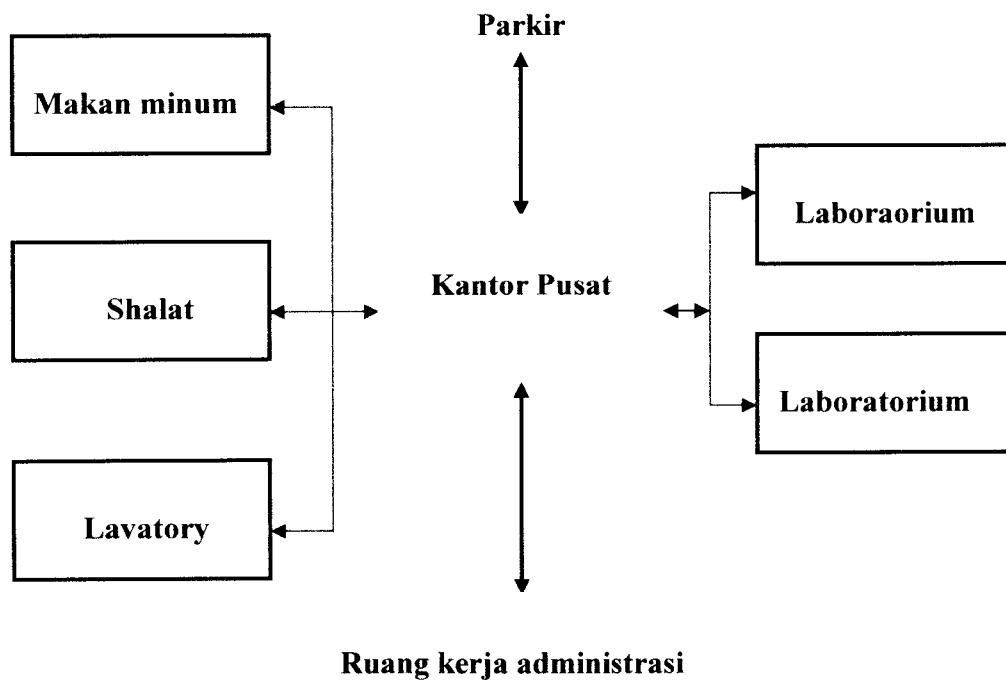 Parkir
Makan minum
Laboraorium
Kantor Pusat
Shalat
Laboratorium
Lavatory
Ruang kerja administrasi